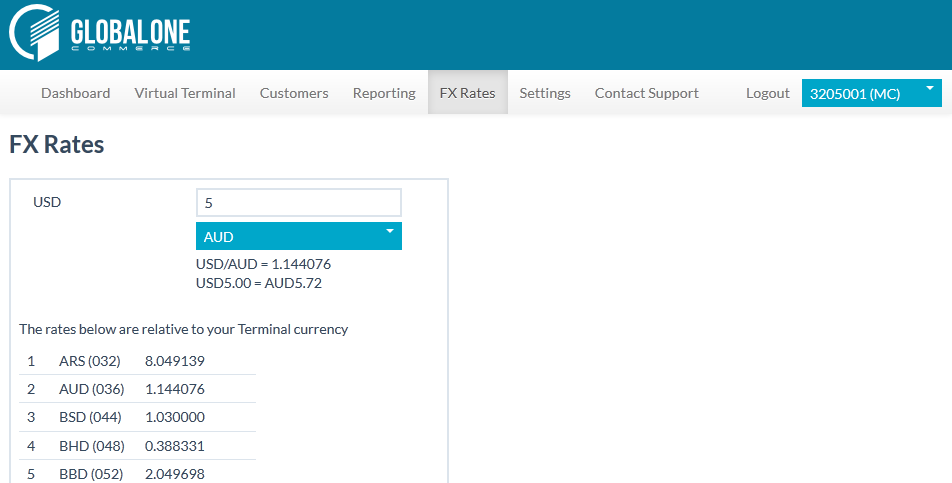 GLOBALONE
COMMERCE
Dashboard Virtual Terminal Customers Reporting FX Rates Settings Contact Support Logout 3205001 (MC)
FX Rates
USD 5
AUD
USD/AUD = 1.144076
USD5.00 = AUD5.72
The rates below are relative to your Terminal currency
1 ARS (032) 8.049139
2 AUD (036) 1.144076
3 BSD (044) 1.030000
4 BHD (048) 0.388331
5 BBD (052) 2.049698